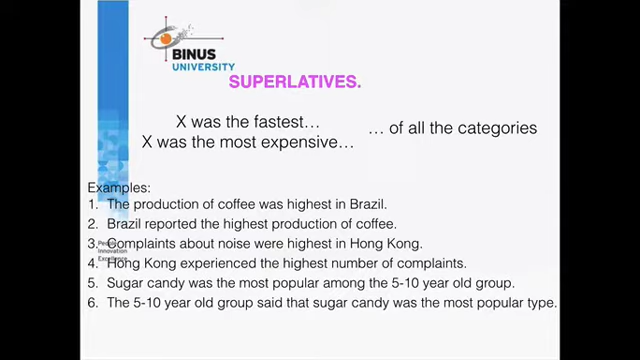 BINUS
UNIVERSITY
SUPERLATIVES.
X was the fastest…
X was the most expensive…
… of all the categories
Examples:
1. The production of coffee was highest in Brazil.
2. Brazil reported the highest production of coffee.
3. Complaints about noise were highest in Hong Kong.
4. Hong Kong experienced the highest number of complaints.
5. Sugar candy was the most popular among the 5-10 year old group.
6. The 5-10 year old group said that sugar candy was the most popular type.
Innovation